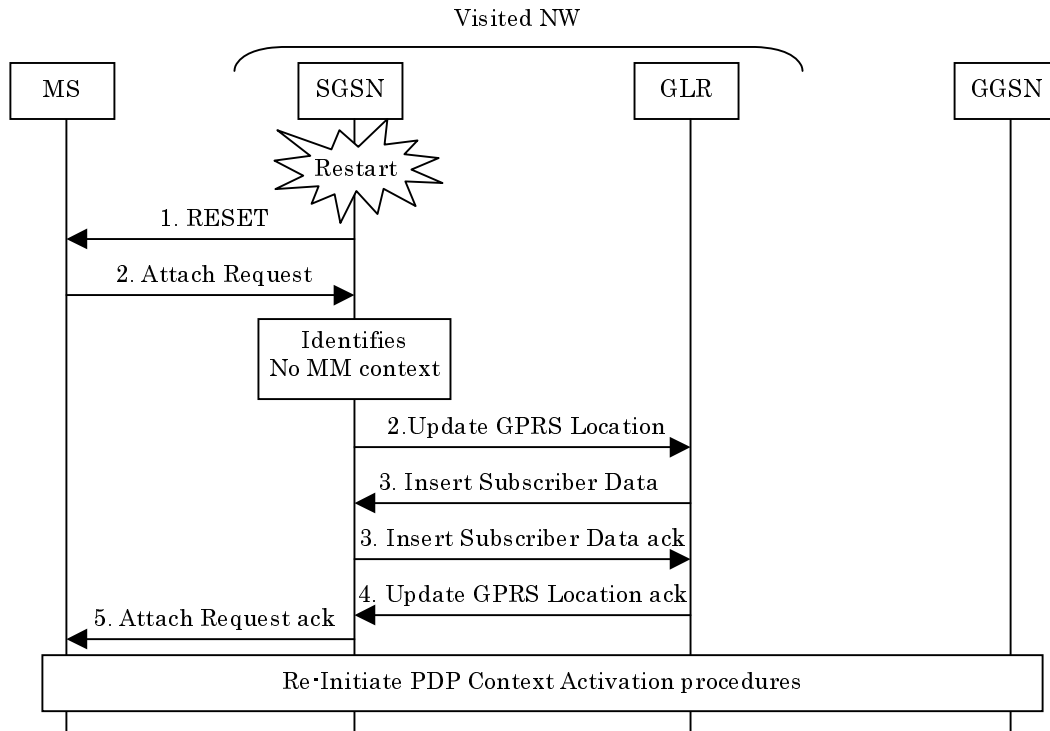 Visited NW
MS
SGSN
GLR
GGSN
Restart
1. RESET
2. Attach Request
Identifies
No MM context
2.Update GPRS Location
3. Insert Subscriber Data
3. Insert Subscriber Data ack
4. Update GPRS Location ack
5. Attach Request ack
Re-Initiate PDP Context Activation procedures